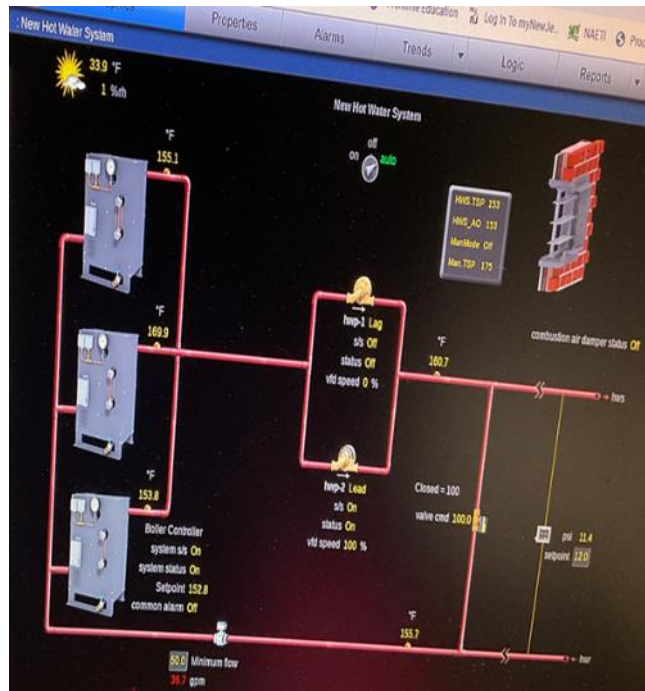 Properties
Alarms
Trends
Logic
Reports
Education
Log In To myNewJe..
NAETI
: New Hot Water System
33.9 °F
1 %rh
New Hot Water System
off
on
auto
°F
155.1
HWS.TSP 153
HWS_AO 153
ManMode Off
Man.TSP 175
°F
169.9
hwp-1 Lag
s/s Off
status Off
vfd speed 0 %
°F
160.7
combustion air damper status Off
hws
°F
153.8
Boiler Controller
system s/s On
system status On
Setpoint 152.8
common alarm Off
hwp-2 Lead
s/s On
status On
vfd speed 100 %
Closed = 100
valve cmd 100.0
psi 11.4
setpoint 12.0
°F
155.7
hwr
50.0 Minimum flow
gpm